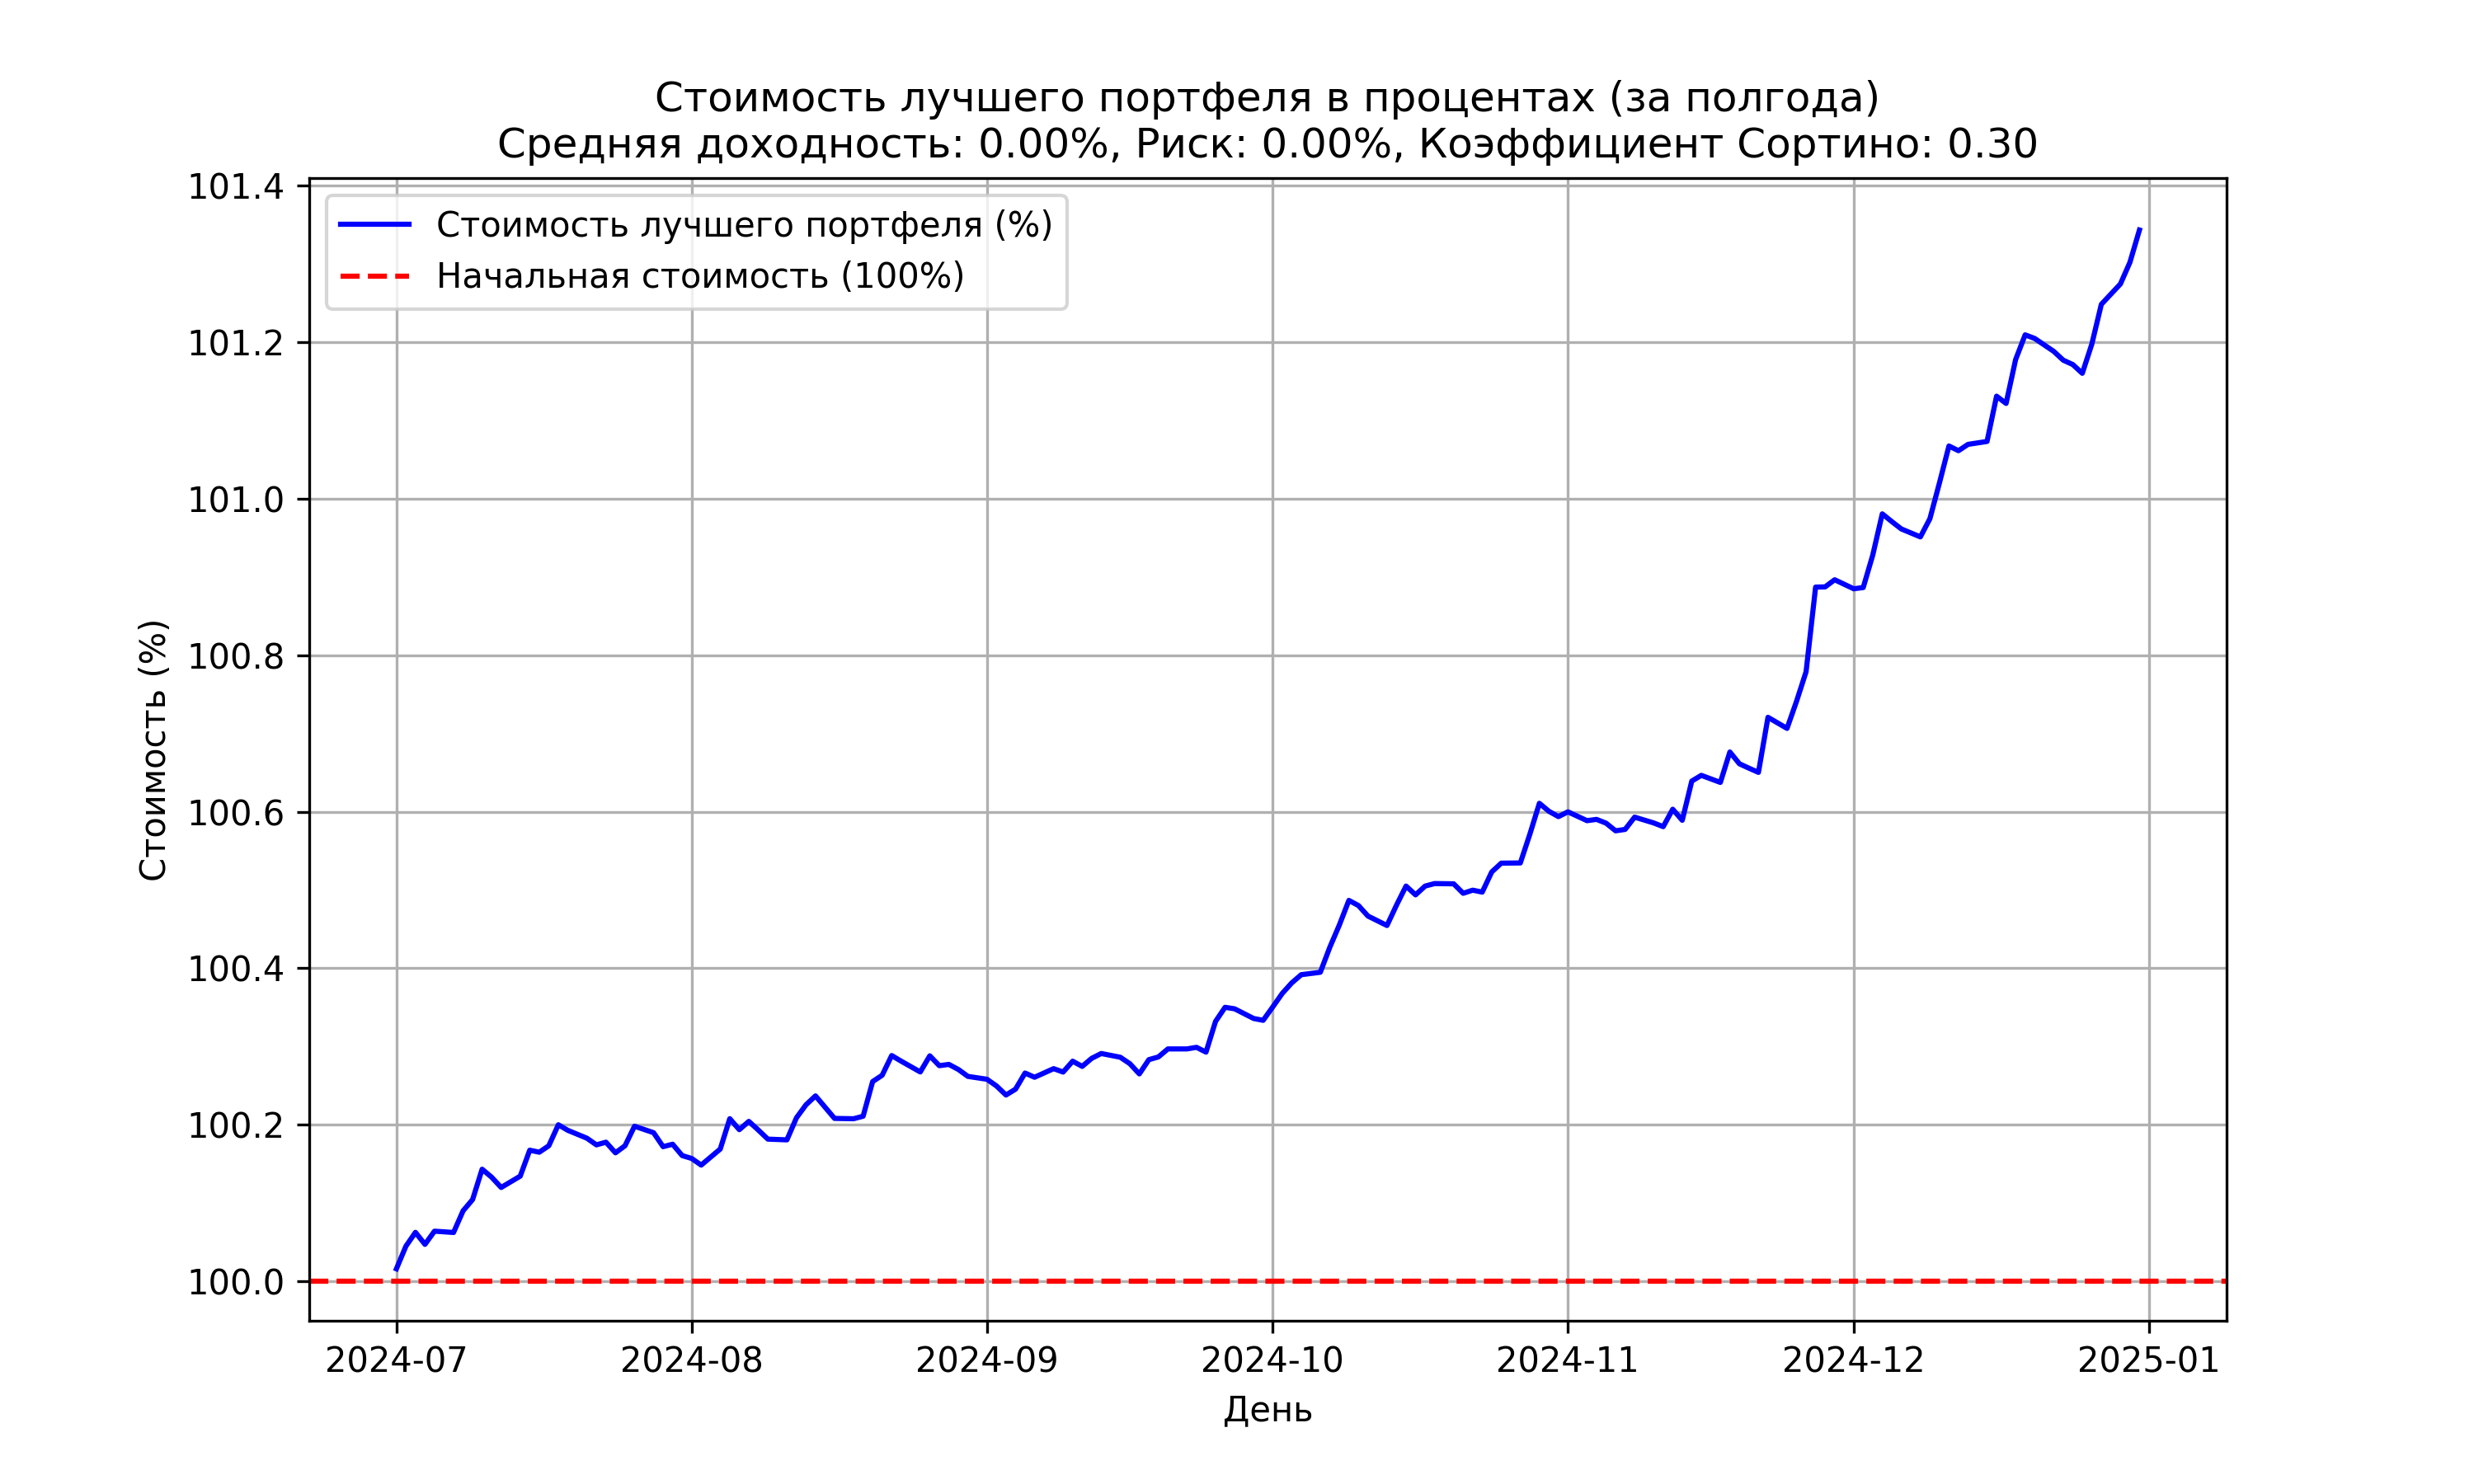 Стоимость лучшего портфеля в процентах (за полгода)
Средняя доходность: 0.00%, Риск: 0.00%, Коэффициент Сортино: 0.30
Стоимость лучшего портфеля (%)
Начальная стоимость (100%)
Стоимость (%)
101.4
101.2
101.0
100.8
100.6
100.4
100.2
100.0
2024-07 2024-08 2024-09 2024-10 2024-11 2024-12 2025-01
День